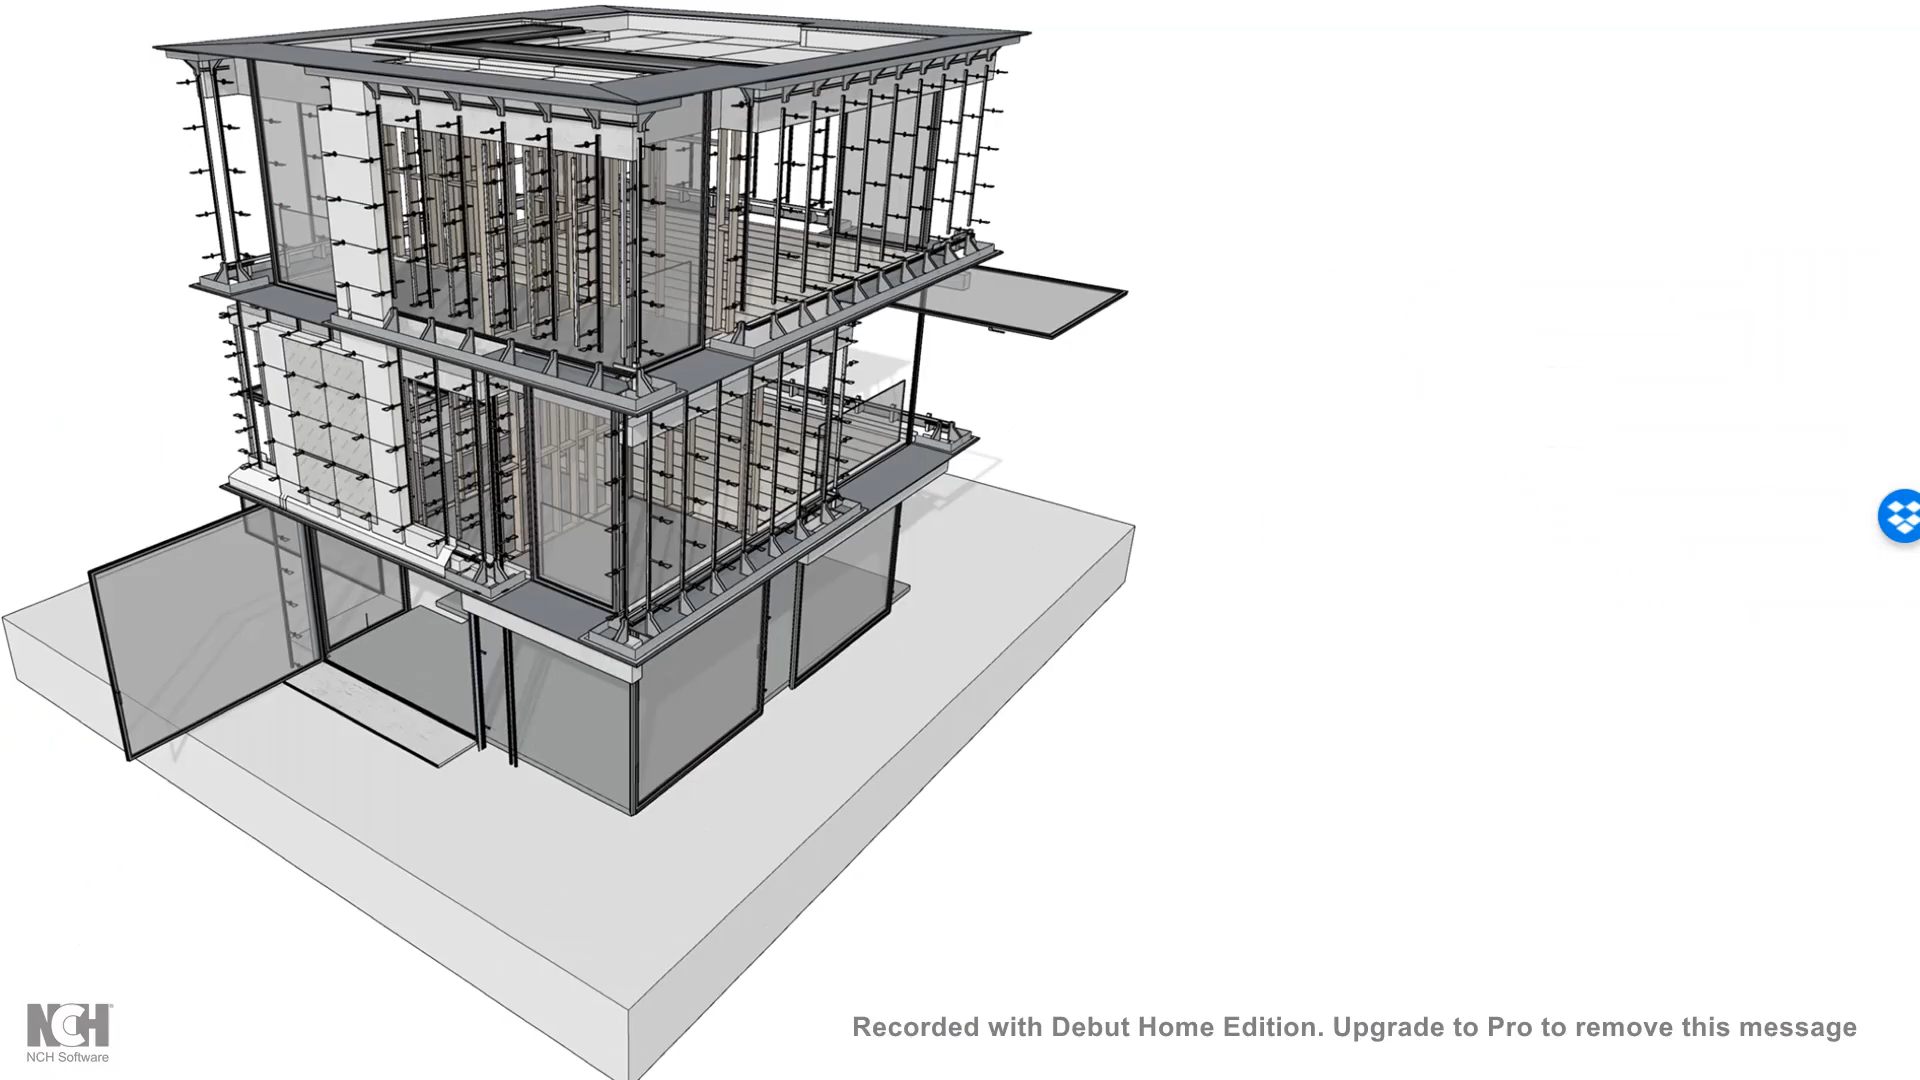 NCH®
NCH Software
Recorded with Debut Home Edition. Upgrade to Pro to remove this message